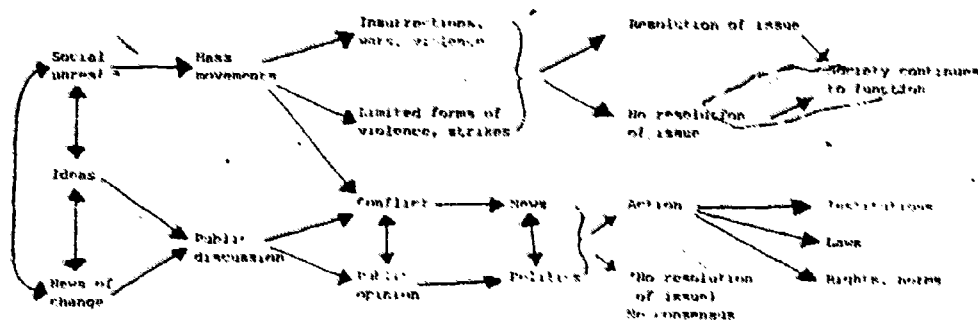 Insurrections,
wars, violence
Resolution of issue
Social
unrest
Mass
movements
Society continues
to function
Limited forms of
violence, strikes
No resolution
of issue
Ideas
Conflict
News
Action
Institutions
Public
discussion
Laws
News of
change
Public
opinion
Politics
(No resolution
of issue)
No consensus
Rights, norms